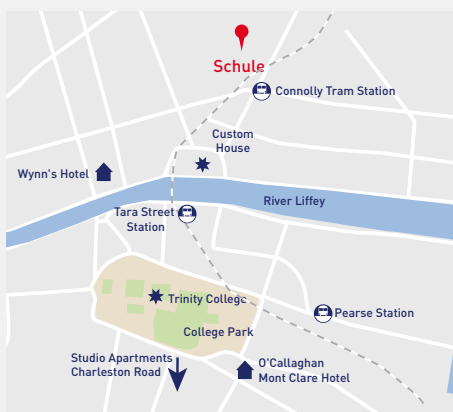 Schule
Connolly Tram Station
Custom
House
Wynn's Hotel
River Liffey
Tara Street
Station
Trinity College
Pearse Station
College Park
Studio Apartments
Charleston Road
O'Callaghan
Mont Clare Hotel